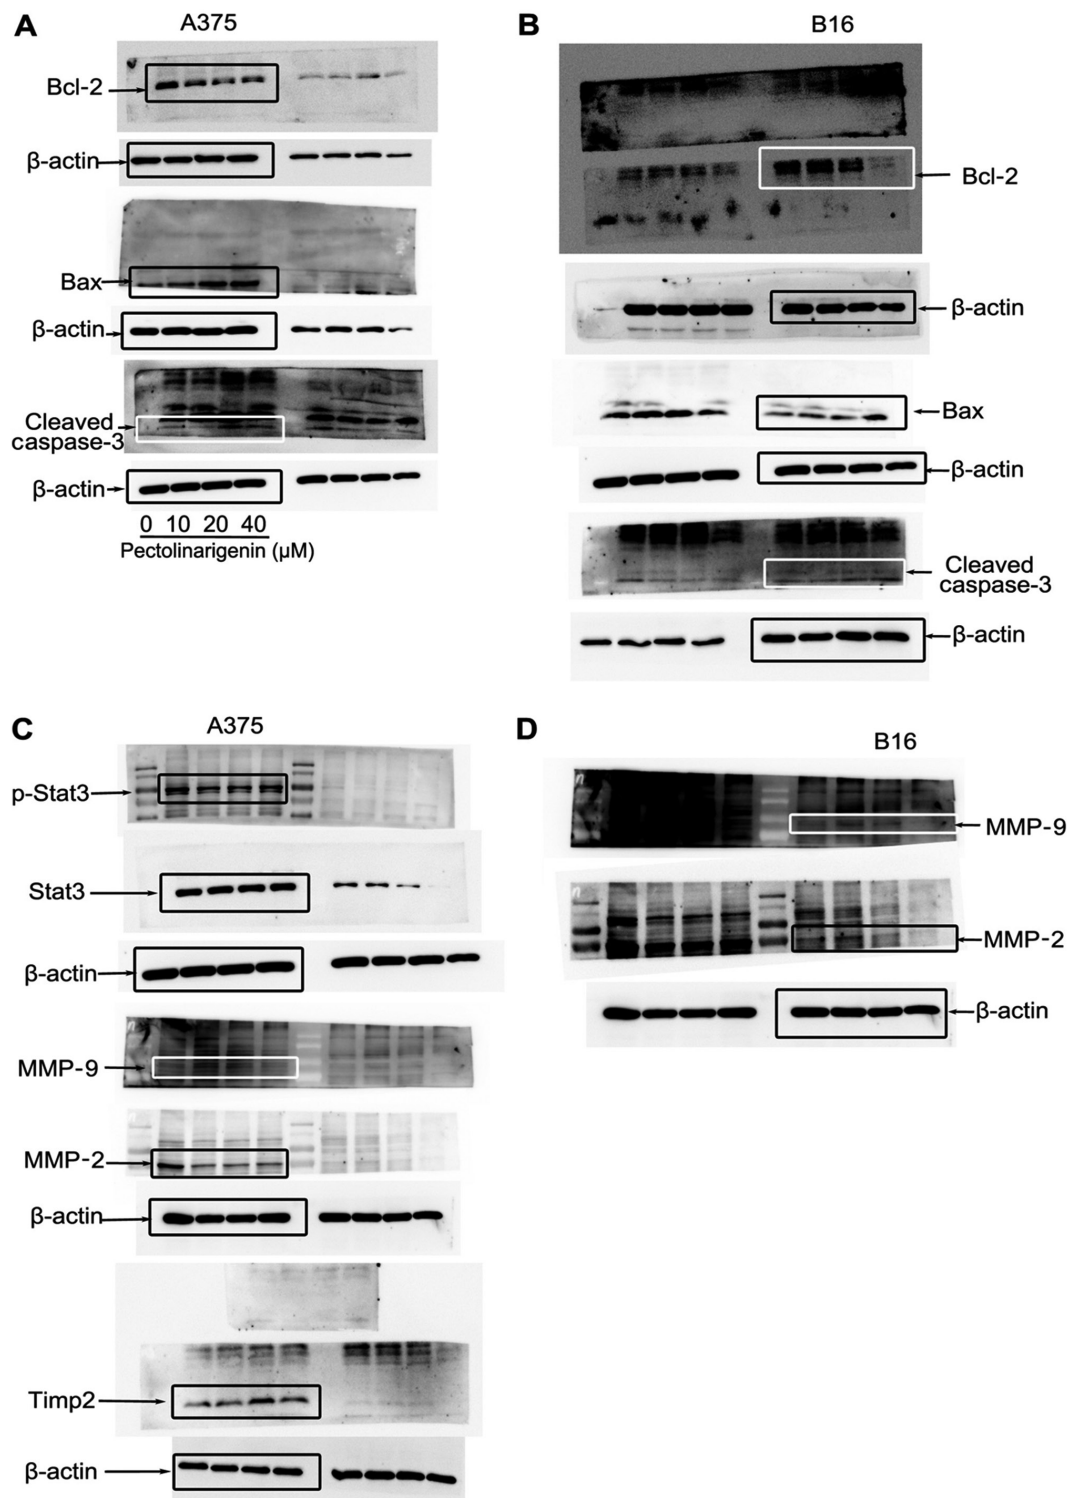 A
A375
Bcl-2
β-actin
Bax
β-actin
Cleaved
caspase-3
β-actin
0 10 20 40
Pectolinarigenin (μM)
B
B16
Bcl-2
β-actin
Bax
β-actin
Cleaved
caspase-3
β-actin
C
A375
p-Stat3
Stat3
β-actin
MMP-9
MMP-2
β-actin
Timp2
β-actin
D
B16
MMP-9
MMP-2
β-actin